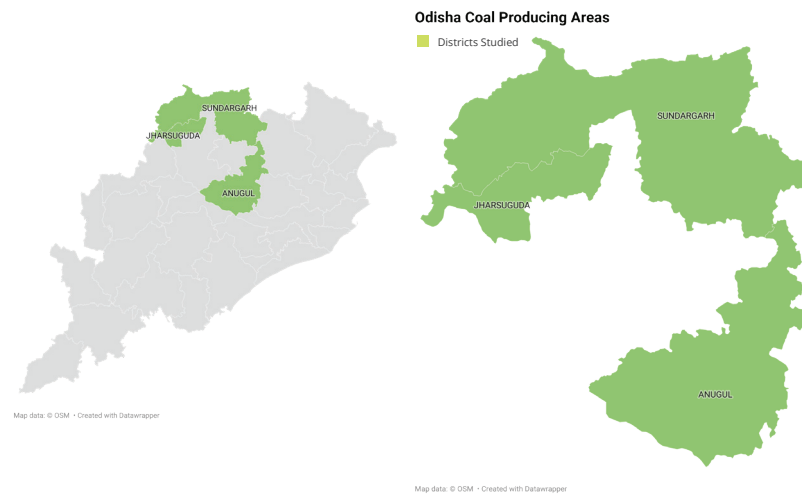 SUNDARGARH
JHARSUGUDA
ANUGUL
Map data: © OSM • Created with Datawrapper
Odisha Coal Producing Areas
Districts Studied
SUNDARGARH
JHARSUGUDA
ANUGUL
Map data: © OSM • Created with Datawrapper